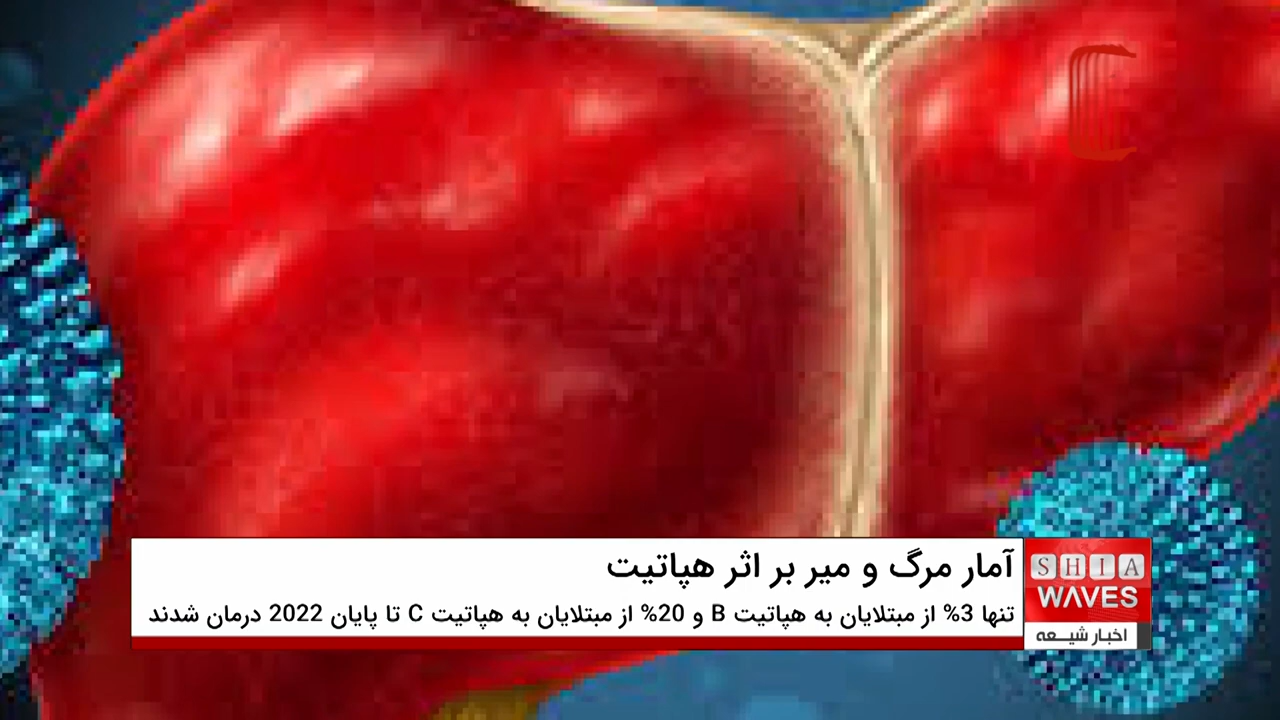 آمار مرگ و میر بر اثر هپاتیت
تنها 3% از مبتلایان به هپاتیت B و 20% از مبتلایان به هپاتیت C تا پایان 2022 درمان شدند
SHIA
WAVES
اخبار شیـعه